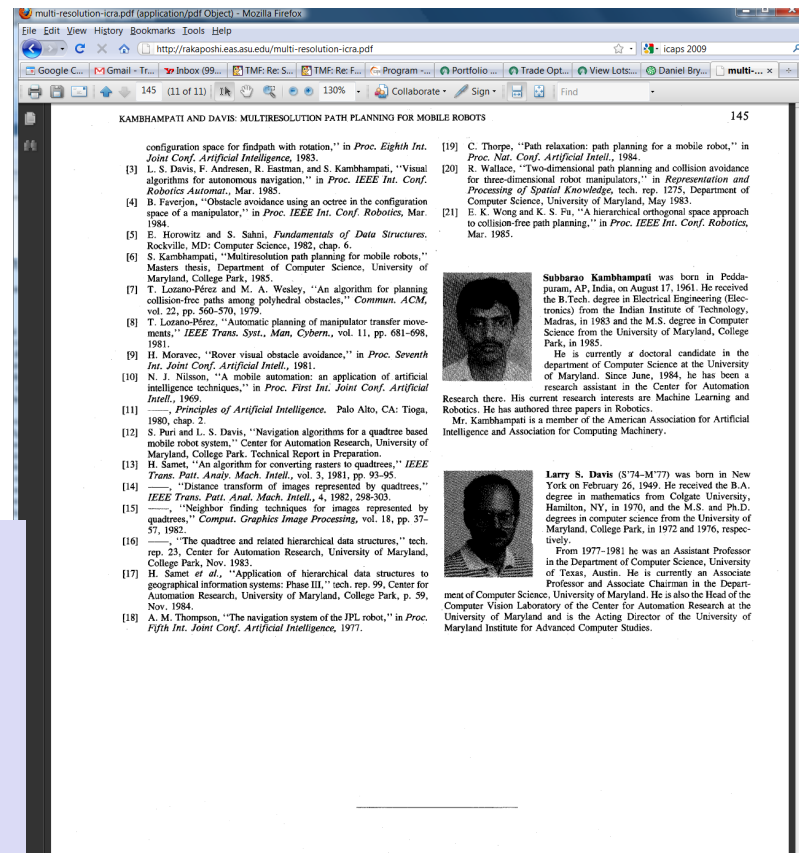 multi-resolution-icra.pdf (application/pdf Object) - Mozilla Firefox
File Edit View History Bookmarks Tools Help
http://rakaposhi.eas.asu.edu/multi-resolution-icra.pdf
icaps 2009
Google C... Gmail - Tr... Inbox (99... TMF: Re: S... TMF: Re: F... Program -... Portfolio ... Trade Opt... View Lots:... Daniel Bry... multi-... ×
145 (11 of 11) 130% Collaborate Sign Find
KAMBHAMPATI AND DAVIS: MULTIRESOLUTION PATH PLANNING FOR MOBILE ROBOTS 145
configuration space for findpath with rotation,'' in Proc. Eighth Int.
Joint Conf. Artificial Intelligence, 1983.
[3] L. S. Davis, F. Andresen, R. Eastman, and S. Kambhampati, ''Visual
algorithms for autonomous navigation,'' in Proc. IEEE Int. Conf.
Robotics Automat., Mar. 1985.
[4] B. Faverjon, ''Obstacle avoidance using an octree in the configuration
space of a manipulator,'' in Proc. IEEE Int. Conf. Robotics, Mar.
1984.
[5] E. Horowitz and S. Sahni, Fundamentals of Data Structures.
Rockville, MD: Computer Science, 1982, chap. 6.
[6] S. Kambhampati, ''Multiresolution path planning for mobile robots,''
Masters thesis, Department of Computer Science, University of
Maryland, College Park, 1985.
[7] T. Lozano-Pérez and M. A. Wesley, ''An algorithm for planning
collision-free paths among polyhedral obstacles,'' Commun. ACM,
vol. 22, pp. 560-570, 1979.
[8] T. Lozano-Pérez, ''Automatic planning of manipulator transfer move-
ments,'' IEEE Trans. Syst., Man, Cybern., vol. 11, pp. 681-698,
1981.
[9] H. Moravec, ''Rover visual obstacle avoidance,'' in Proc. Seventh
Int. Joint Conf. Artificial Intell., 1981.
[10] N. J. Nilsson, ''A mobile automation: an application of artificial
intelligence techniques,'' in Proc. First Int. Joint Conf. Artificial
Intell., 1969.
[11] ——, Principles of Artificial Intelligence. Palo Alto, CA: Tioga,
1980, chap. 2.
[12] S. Puri and L. S. Davis, ''Navigation algorithms for a quadtree based
mobile robot system,'' Center for Automation Research, University of
Maryland, College Park. Technical Report in Preparation.
[13] H. Samet, ''An algorithm for converting rasters to quadtrees,'' IEEE
Trans. Patt. Analy. Mach. Intell., vol. 3, 1981, pp. 93-95.
[14] ——, ''Distance transform of images represented by quadtrees,''
IEEE Trans. Patt. Anal. Mach. Intell., 4, 1982, 298-303.
[15] ——, ''Neighbor finding techniques for images represented by
quadtrees,'' Comput. Graphics Image Processing, vol. 18, pp. 37-
57, 1982.
[16] ——, ''The quadtree and related hierarchical data structures,'' tech.
rep. 23, Center for Automation Research, University of Maryland,
College Park, Nov. 1983.
[17] H. Samet et al., ''Application of hierarchical data structures to
geographical information systems: Phase III,'' tech. rep. 99, Center for
Automation Research, University of Maryland, College Park, p. 59,
Nov. 1984.
[18] A. M. Thompson, ''The navigation system of the JPL robot,'' in Proc.
Fifth Int. Joint Conf. Artificial Intelligence, 1977.
[19] C. Thorpe, ''Path relaxation: path planning for a mobile robot,'' in
Proc. Nat. Conf. Artificial Intell., 1984.
[20] R. Wallace, ''Two-dimensional path planning and collision avoidance
for three-dimensional robot manipulators,'' in Representation and
Processing of Spatial Knowledge, tech. rep. 1275, Department of
Computer Science, University of Maryland, May 1983.
[21] E. K. Wong and K. S. Fu, ''A hierarchical orthogonal space approach
to collision-free path planning,'' in Proc. IEEE Int. Conf. Robotics,
Mar. 1985.
Subbarao Kambhampati was born in Pedda-
puram, AP, India, on August 17, 1961. He received
the B.Tech. degree in Electrical Engineering (Elec-
tronics) from the Indian Institute of Technology,
Madras, in 1983 and the M.S. degree in Computer
Science from the University of Maryland, College
Park, in 1985.
He is currently a doctoral candidate in the
department of Computer Science at the University
of Maryland. Since June, 1984, he has been a
research assistant in the Center for Automation
Research there. His current research interests are Machine Learning and
Robotics. He has authored three papers in Robotics.
Mr. Kambhampati is a member of the American Association for Artificial
Intelligence and Association for Computing Machinery.
Larry S. Davis (S'74-M'77) was born in New
York on February 26, 1949. He received the B.A.
degree in mathematics from Colgate University,
Hamilton, NY, in 1970, and the M.S. and Ph.D.
degrees in computer science from the University of
Maryland, College Park, in 1972 and 1976, respec-
tively.
From 1977-1981 he was an Assistant Professor
in the Department of Computer Science, University
of Texas, Austin. He is currently an Associate
Professor and Associate Chairman in the Depart-
ment of Computer Science, University of Maryland. He is also the Head of the
Computer Vision Laboratory of the Center for Automation Research at the
University of Maryland and is the Acting Director of the University of
Maryland Institute for Advanced Computer Studies.